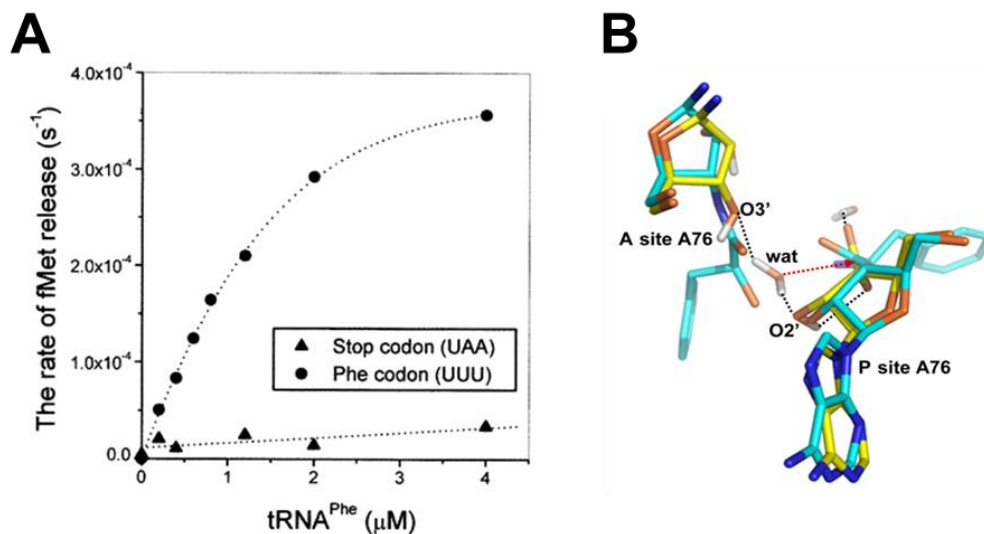 A
The rate of fMet release (s⁻¹)
4.0x10⁻⁴
3.0x10⁻⁴
2.0x10⁻⁴
1.0x10⁻⁴
0.0
0
1
2
3
4
Stop codon (UAA)
Phe codon (UUU)
tRNAᴾʰᵉ (μM)
B
O3'
A site A76
wat
O2'
P site A76